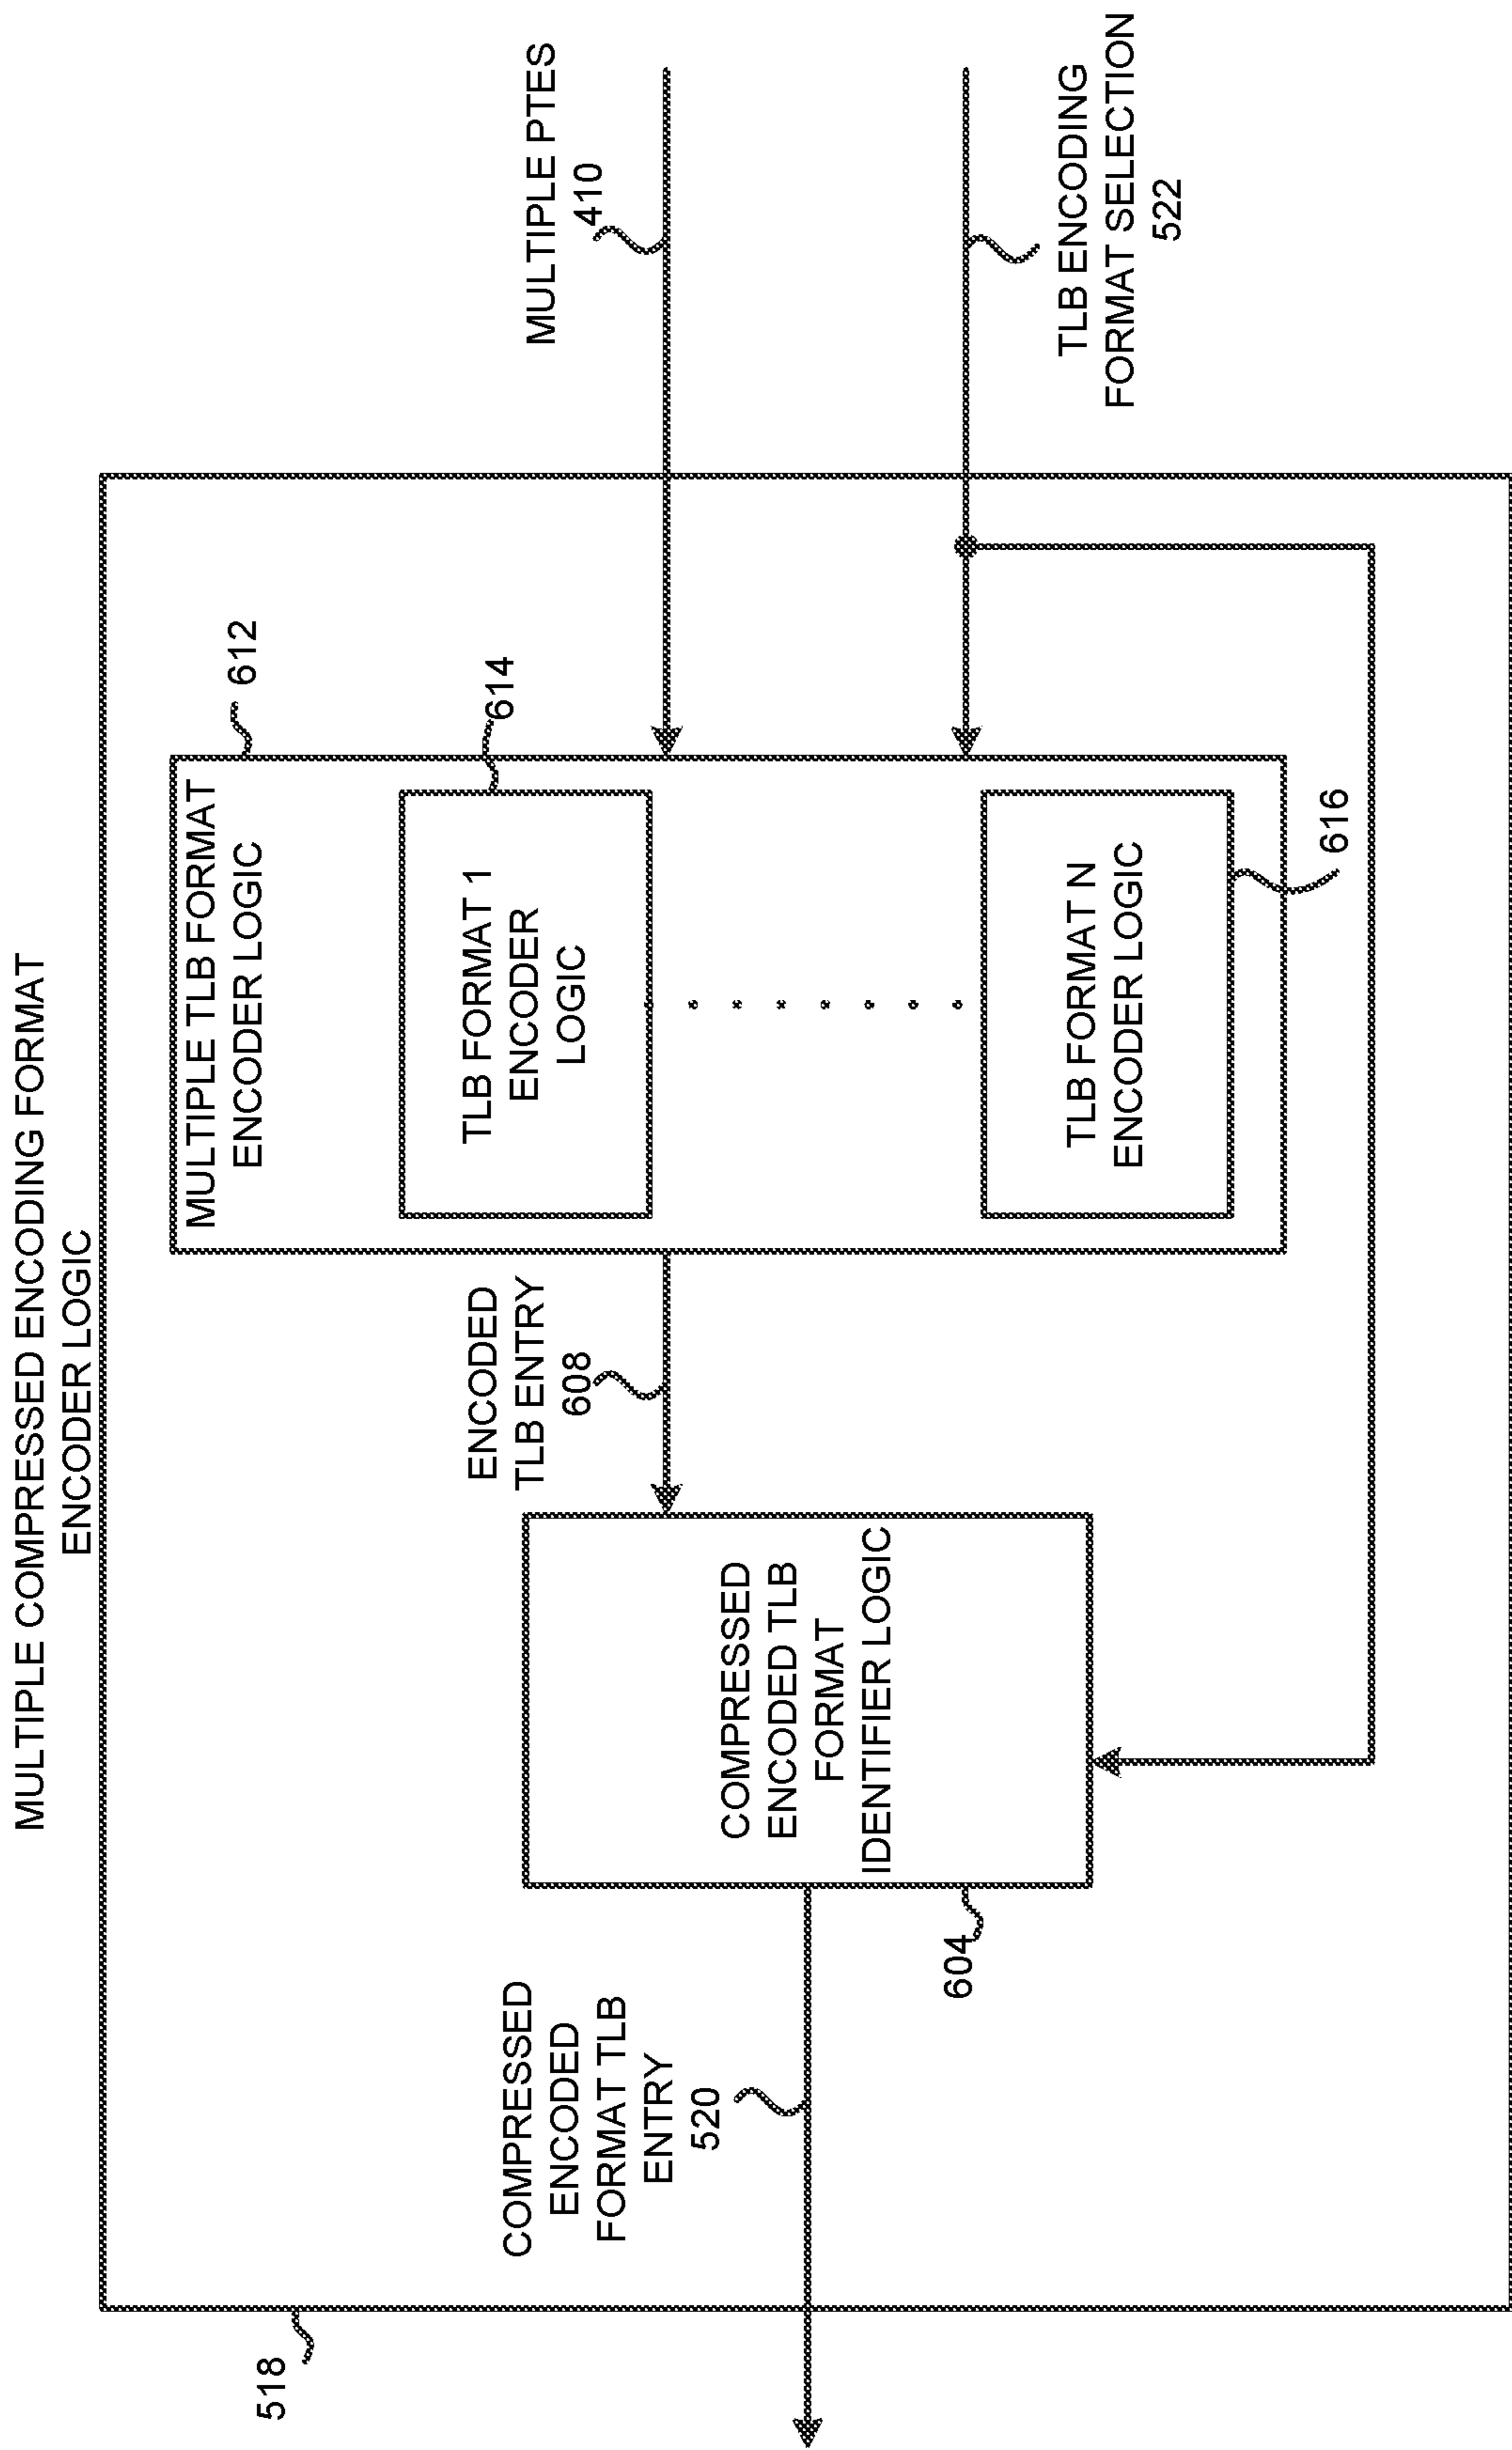 MULTIPLE COMPRESSED ENCODING FORMAT
ENCODER LOGIC
518
COMPRESSED
ENCODED
FORMAT TLB
ENTRY
520
604
COMPRESSED
ENCODED TLB
FORMAT
IDENTIFIER LOGIC
ENCODED
TLB ENTRY
608
MULTIPLE TLB FORMAT
ENCODER LOGIC
612
TLB FORMAT 1
ENCODER
LOGIC
614
TLB FORMAT N
ENCODER LOGIC
616
MULTIPLE PTES
410
TLB ENCODING
FORMAT SELECTION
522